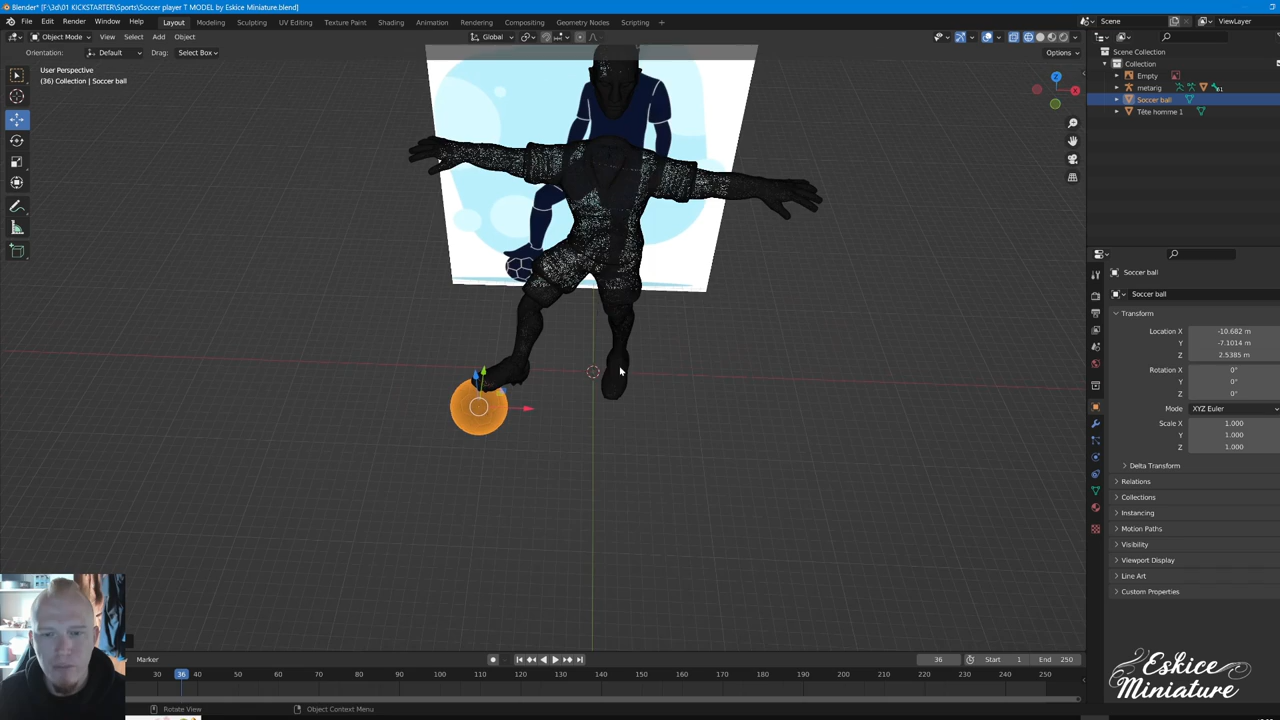 Blender* [F:\3d\01 KICKSTARTER\Sports\Soccer player T MODEL by Eskice Miniature.blend]
File Edit Render Window Help Layout Modeling Sculpting UV Editing Texture Paint Shading Animation Rendering Compositing Geometry Nodes Scripting Scene ViewLayer
Object Mode View Select Add Object Global
Orientation: Default Drag: Select Box Options
User Perspective
(36) Collection | Soccer ball
Z
X
Scene Collection
Collection
Empty
metarig 61
Soccer ball
Tête homme 1
Soccer ball
Soccer ball
Transform
Location X -10.682 m
Y -7.1014 m
Z 2.5385 m
Rotation X 0°
Y 0°
Z 0°
Mode XYZ Euler
Scale X 1.000
Y 1.000
Z 1.000
Delta Transform
Relations
Collections
Instancing
Motion Paths
Visibility
Viewport Display
Line Art
Custom Properties
Eskice
Miniature
Marker 36 Start 1 End 250
30 36 40 50 60 70 80 90 100 110 120 130 140 150 160 170 180 190 200 210 220 230 240 250
Rotate View Object Context Menu